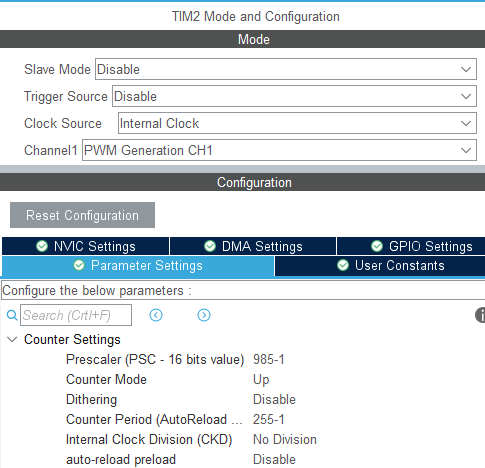 TIM2 Mode and Configuration
Mode
Slave Mode Disable
Trigger Source Disable
Clock Source Internal Clock
Channel1 PWM Generation CH1
Configuration
Reset Configuration
NVIC Settings DMA Settings GPIO Settings
Parameter Settings User Constants
Configure the below parameters :
Search (Crtl+F)
Counter Settings
Prescaler (PSC - 16 bits value) 985-1
Counter Mode Up
Dithering Disable
Counter Period (AutoReload ... 255-1
Internal Clock Division (CKD) No Division
auto-reload preload Disable